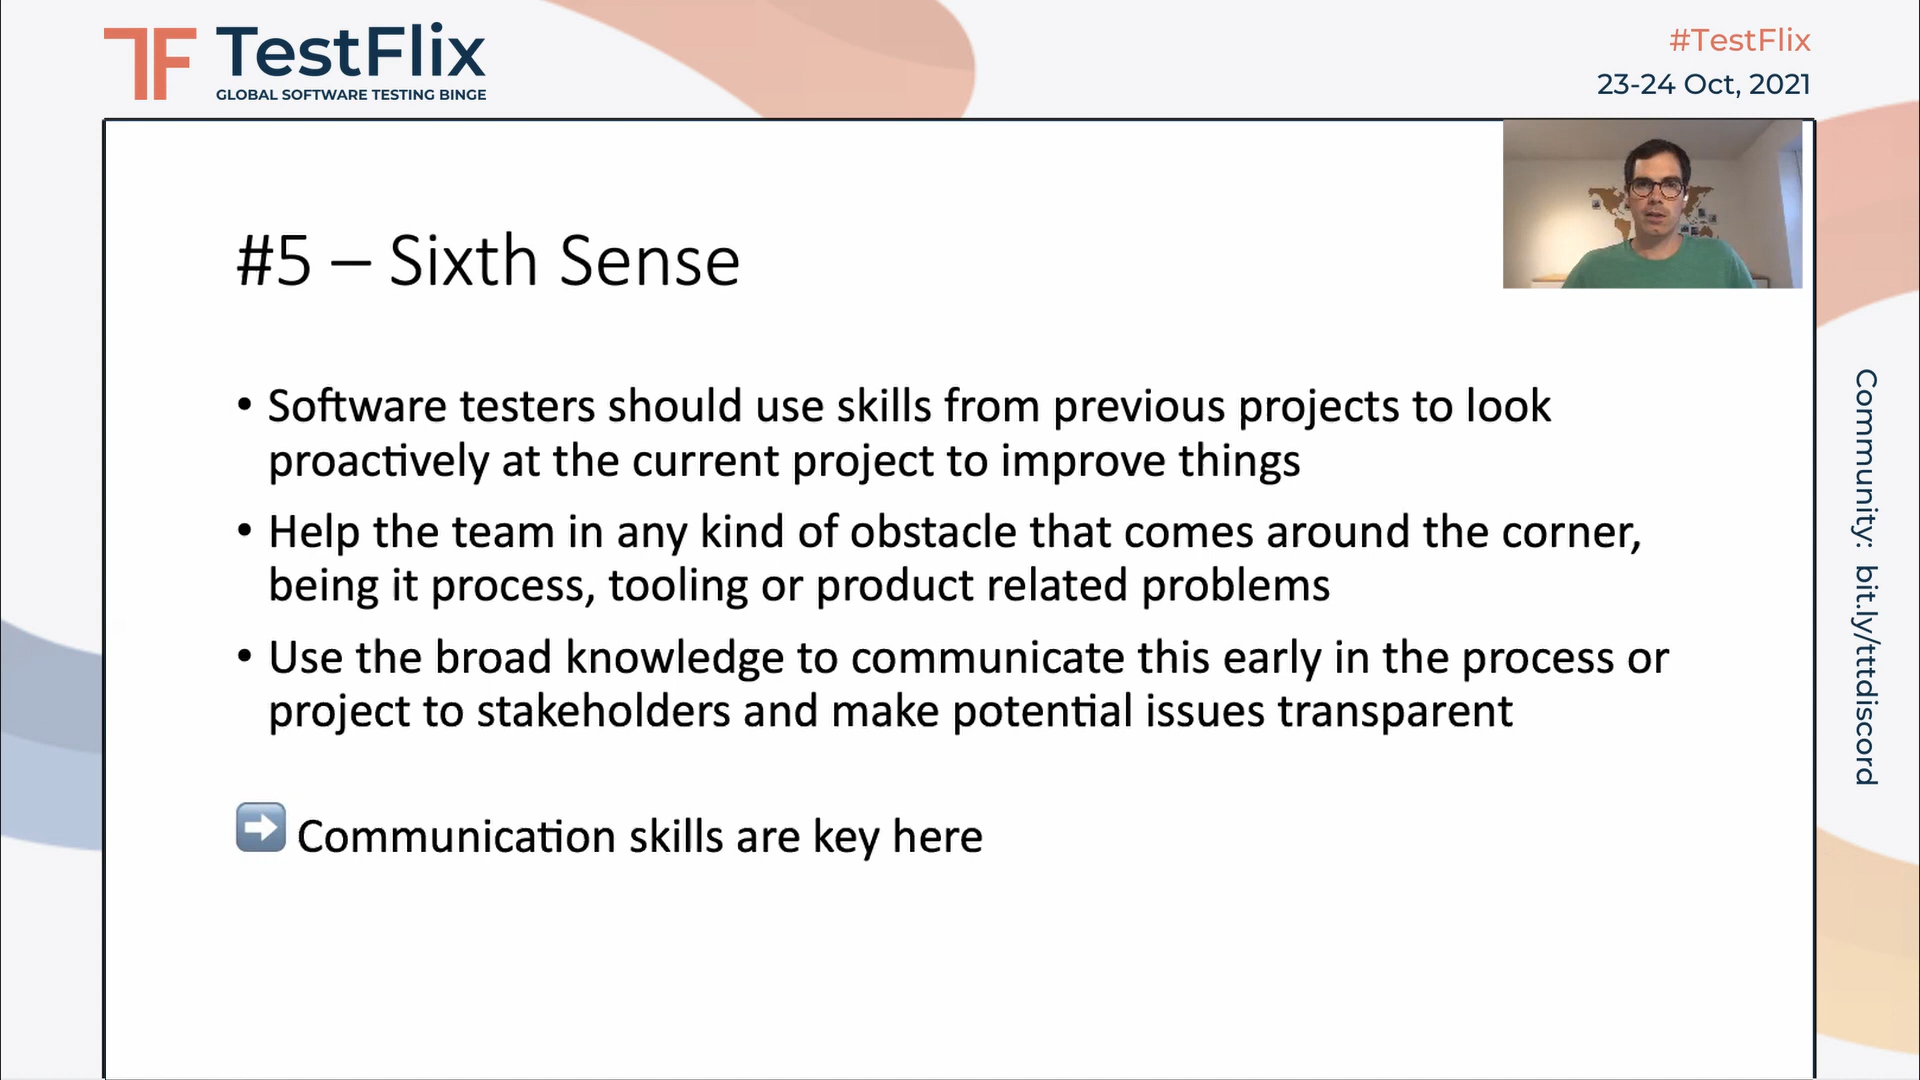 TF TestFlix
GLOBAL SOFTWARE TESTING BINGE
#TestFlix
23-24 Oct, 2021
#5 – Sixth Sense
• Software testers should use skills from previous projects to look
proactively at the current project to improve things
• Help the team in any kind of obstacle that comes around the corner,
being it process, tooling or product related problems
• Use the broad knowledge to communicate this early in the process or
project to stakeholders and make potential issues transparent
➡ Communication skills are key here
Community: bit.ly/tttdiscord